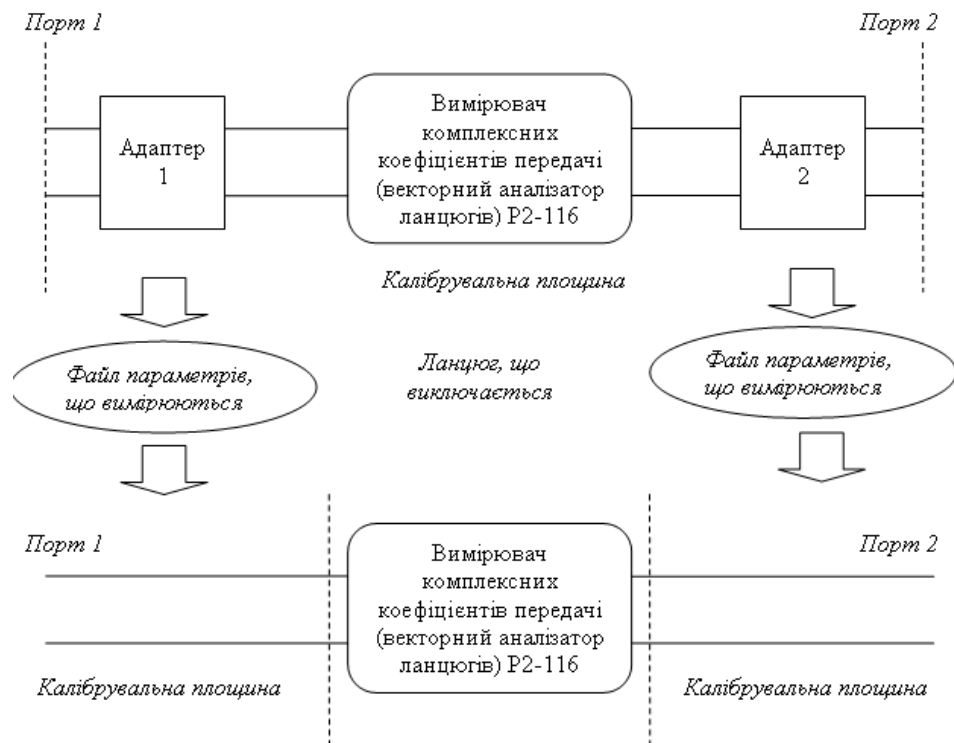 Порт 1
Порт 2
Адаптер
1
Вимірювач
комплексних
коефіцієнтів передачі
(векторний аналізатор
ланцюгів) Р2-116
Адаптер
2
Калібрувальна площина
Файл параметрів,
що вимірюються
Ланцюг, що
виключається
Файл параметрів,
що вимірюються
Порт 1
Порт 2
Вимірювач
комплексних
коефіцієнтів передачі
(векторний аналізатор
ланцюгів) Р2-116
Калібрувальна площина
Калібрувальна площина